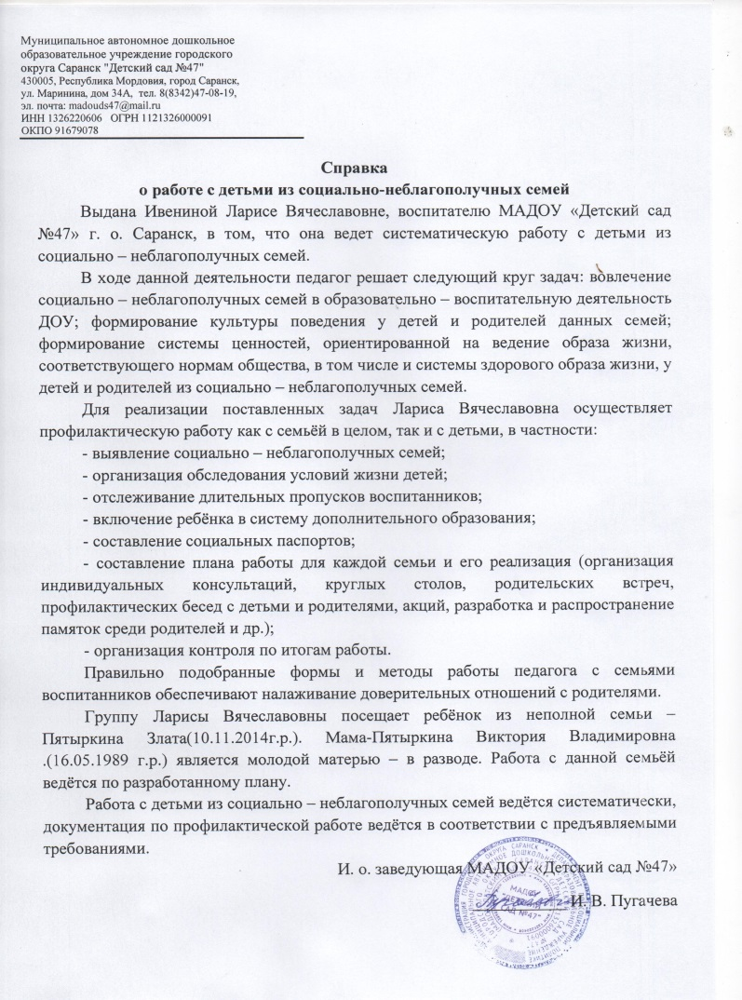 Муниципальное автономное дошкольное
образовательное учреждение городского
округа Саранск "Детский сад №47"
430005, Республика Мордовия, город Саранск,
ул. Маринина, дом 34А, тел. 8(8342)47-08-19,
эл. почта: madouds47@mail.ru
ИНН 1326220606 ОГРН 1121326000091
ОКПО 91679078
Справка
о работе с детьми из социально-неблагополучных семей
Выдана Ивениной Ларисе Вячеславовне, воспитателю МАДОУ «Детский сад
№47» г. о. Саранск, в том, что она ведет систематическую работу с детьми из
социально – неблагополучных семей.
В ходе данной деятельности педагог решает следующий круг задач: вовлечение
социально – неблагополучных семей в образовательно – воспитательную деятельность
ДОУ; формирование культуры поведения у детей и родителей данных семей;
формирование системы ценностей, ориентированной на ведение образа жизни,
соответствующего нормам общества, в том числе и системы здорового образа жизни, у
детей и родителей из социально – неблагополучных семей.
Для реализации поставленных задач Лариса Вячеславовна осуществляет
профилактическую работу как с семьёй в целом, так и с детьми, в частности:
- выявление социально – неблагополучных семей;
- организация обследования условий жизни детей;
- отслеживание длительных пропусков воспитанников;
- включение ребёнка в систему дополнительного образования;
- составление социальных паспортов;
- составление плана работы для каждой семьи и его реализация (организация
индивидуальных консультаций, круглых столов, родительских встреч,
профилактических бесед с детьми и родителями, акций, разработка и распространение
памяток среди родителей и др.);
- организация контроля по итогам работы.
Правильно подобранные формы и методы работы педагога с семьями
воспитанников обеспечивают налаживание доверительных отношений с родителями.
Группу Ларисы Вячеславовны посещает ребёнок из неполной семьи –
Пятыркина Злата(10.11.2014г.р.). Мама-Пятыркина Виктория Владимировна
.(16.05.1989 г.р.) является молодой матерью – в разводе. Работа с данной семьёй
ведётся по разработанному плану.
Работа с детьми из социально – неблагополучных семей ведётся систематически,
документация по профилактической работе ведётся в соответствии с предъявляемыми
требованиями.
И. о. заведующая МАДОУ «Детский сад №47»
И. В. Пугачева
МАДОУ
"ДЕТСКИЙ
САД №47"